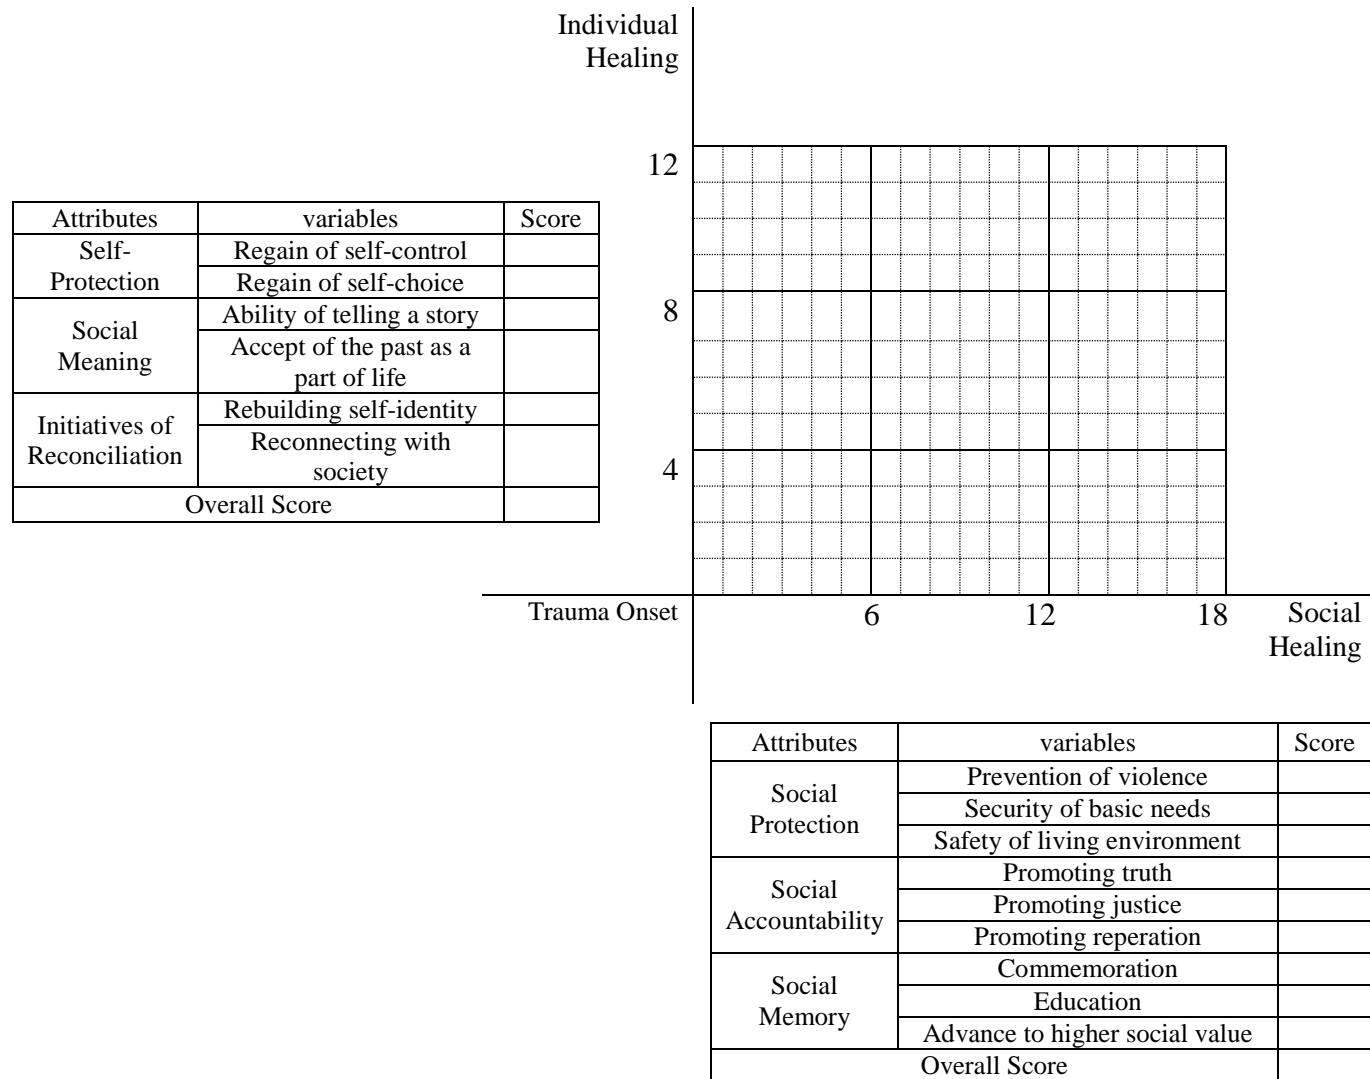 Individual
Healing
12
8
4
Attributes variables Score
Self-
Protection
Regain of self-control
Regain of self-choice
Social
Meaning
Ability of telling a story
Accept of the past as a
part of life
Initiatives of
Reconciliation
Rebuilding self-identity
Reconnecting with
society
Overall Score
Trauma Onset
6
12
18
Social
Healing
Attributes variables Score
Social
Protection
Prevention of violence
Security of basic needs
Safety of living environment
Social
Accountability
Promoting truth
Promoting justice
Promoting reperation
Social
Memory
Commemoration
Education
Advance to higher social value
Overall Score